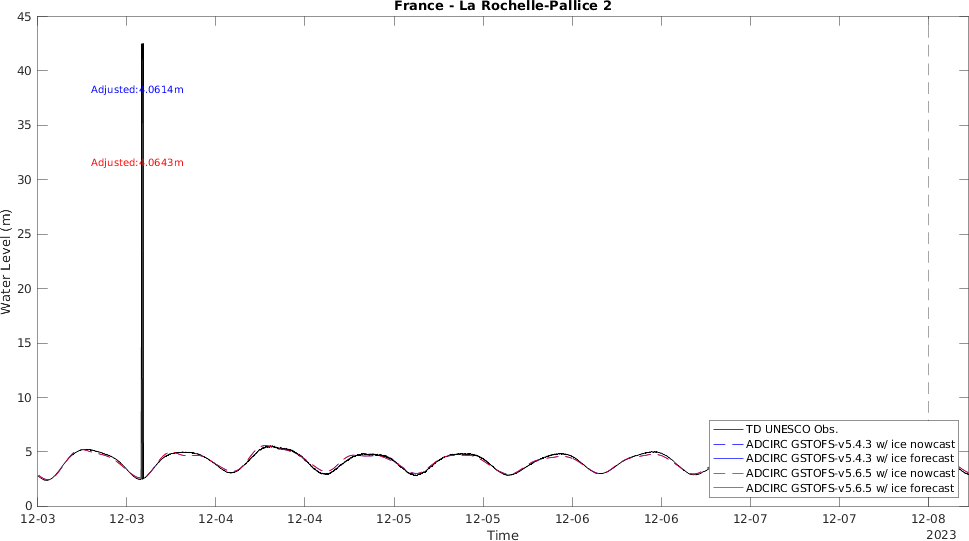 France - La Rochelle-Pallice 2
45
40
35
30
25
20
15
10
5
0
Water Level (m)
Adjusted:4.0614m
Adjusted:4.0643m
TD UNESCO Obs.
ADCIRC GSTOFS-v5.4.3 w/ ice nowcast
ADCIRC GSTOFS-v5.4.3 w/ ice forecast
ADCIRC GSTOFS-v5.6.5 w/ ice nowcast
ADCIRC GSTOFS-v5.6.5 w/ ice forecast
12-03 12-03 12-04 12-04 12-05 12-05 12-06 12-06 12-07 12-07 12-08
2023
Time